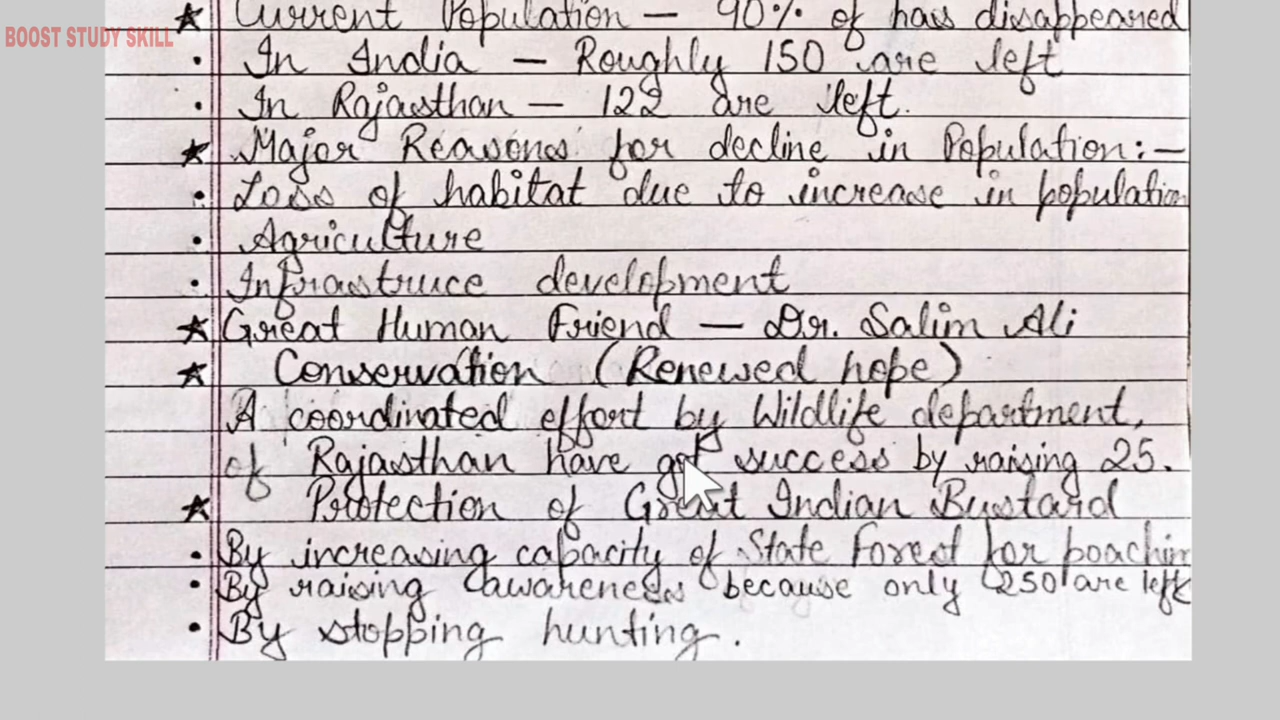 ★ Current Population — 90% of has disappeared
BOOST STUDY SKILL
• In India — Roughly 150 are left
• In Rajasthan — 122 are left.
★ Major Reasons for decline in Population:—
• Loss of habitat due to increase in population
• Agriculture
• Infrastruce development
★ Great Human Friend — Dr. Salim Ali
★ Conservation (Renewed hope)
A coordinated effort by Wildlife department,
of Rajasthan have got success by raising 25.
★ Protection of Great Indian Bustard
• By increasing capacity of State Forest for poachin
• By raising awareness because only 250 are left
• By stopping hunting.